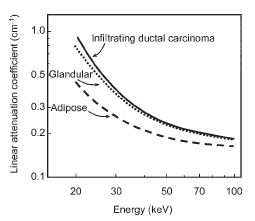 Linear attenuation coefficient (cm⁻¹)
1.0
0.5
0.3
0.2
0.1
Infiltrating ductal carcinoma
Glandular
Adipose
20 30 50 70 100
Energy (keV)